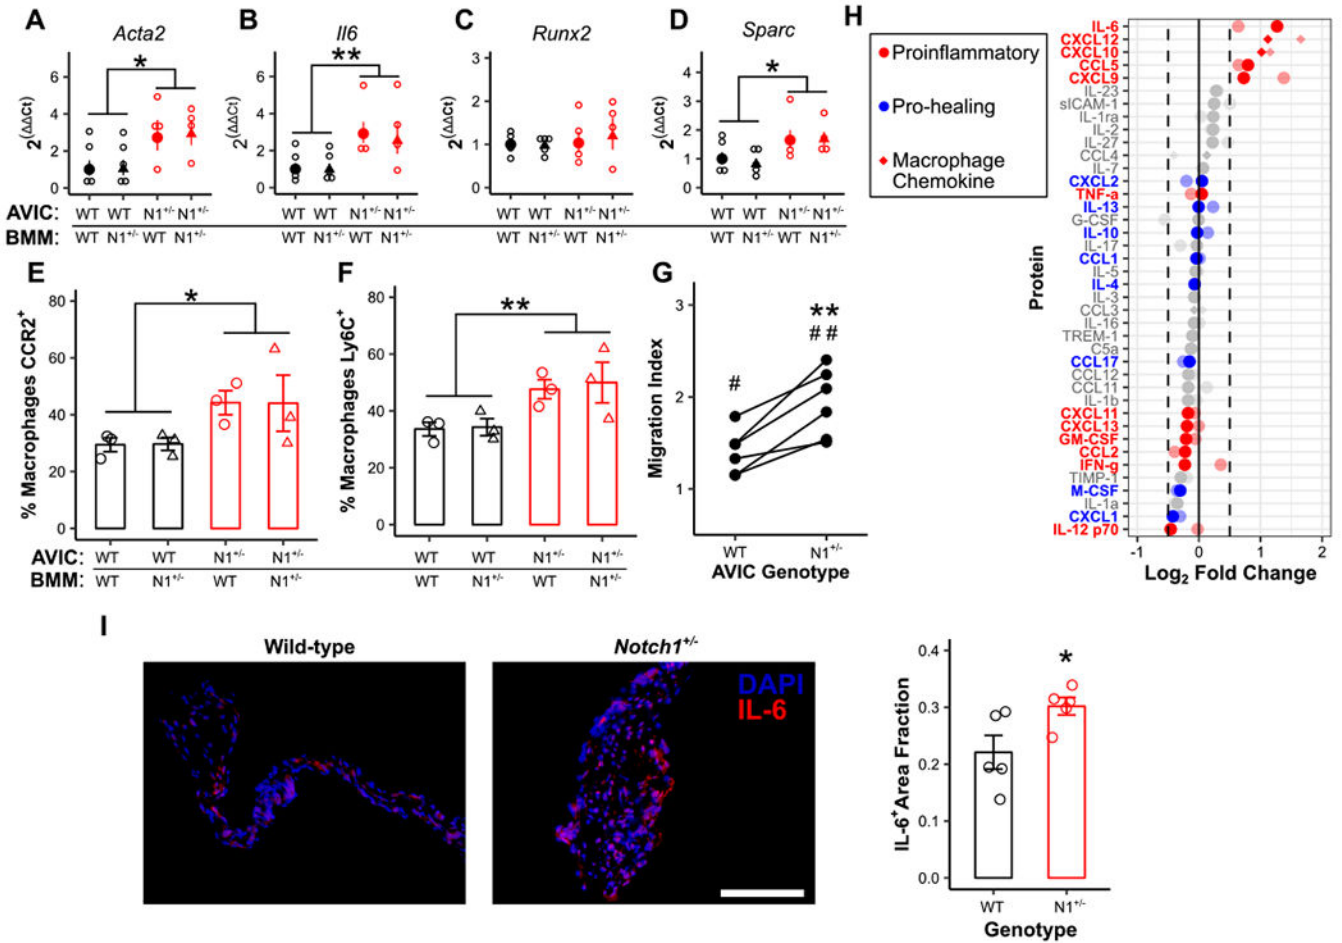 A
Acta2
*
2(ΔΔCt)
6
4
2
0
B
Il6
**
2(ΔΔCt)
6
4
2
0
C
Runx2
2(ΔΔCt)
3
2
1
0
D
Sparc
*
2(ΔΔCt)
4
3
2
1
0
AVIC: WT WT N1+/- N1+/- WT WT N1+/- N1+/- WT WT N1+/- N1+/- WT WT N1+/- N1+/-
BMM: WT N1+/- WT N1+/- WT N1+/- WT N1+/- WT N1+/- WT N1+/- WT N1+/- WT N1+/-
E
*
% Macrophages CCR2+
80
60
40
20
0
F
**
% Macrophages Ly6C+
80
60
40
20
0
AVIC: WT WT N1+/- N1+/- WT WT N1+/- N1+/-
BMM: WT N1+/- WT N1+/- WT N1+/- WT N1+/-
G
Migration Index
3
2
1
#
**
##
WT N1+/-
AVIC Genotype
H
Proinflammatory
Pro-healing
Macrophage
Chemokine
Protein
IL-6
CXCL12
CXCL10
CCL5
CXCL9
IL-23
sICAM-1
IL-1ra
IL-2
IL-27
CCL4
IL-7
CXCL2
TNF-a
IL-13
G-CSF
IL-10
IL-17
CCL1
IL-5
IL-4
IL-3
CCL3
IL-16
TREM-1
C5a
CCL17
CCL12
CCL11
IL-1b
CXCL11
CXCL13
GM-CSF
CCL2
IFN-g
TIMP-1
M-CSF
IL-1a
CXCL1
IL-12 p70
-1 0 1 2
Log2 Fold Change
I
Wild-type
Notch1+/-
DAPI
IL-6
IL-6+Area Fraction
0.4
0.3
0.2
0.1
0.0
*
WT N1+/-
Genotype